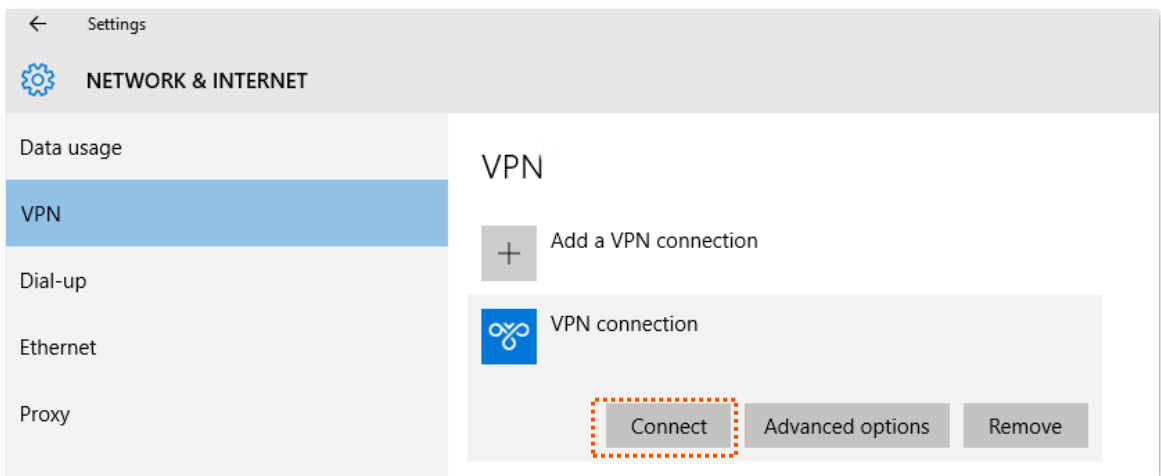 Settings
NETWORK & INTERNET
Data usage
VPN
Dial-up
Ethernet
Proxy
VPN
Add a VPN connection
VPN connection
Connect
Advanced options
Remove